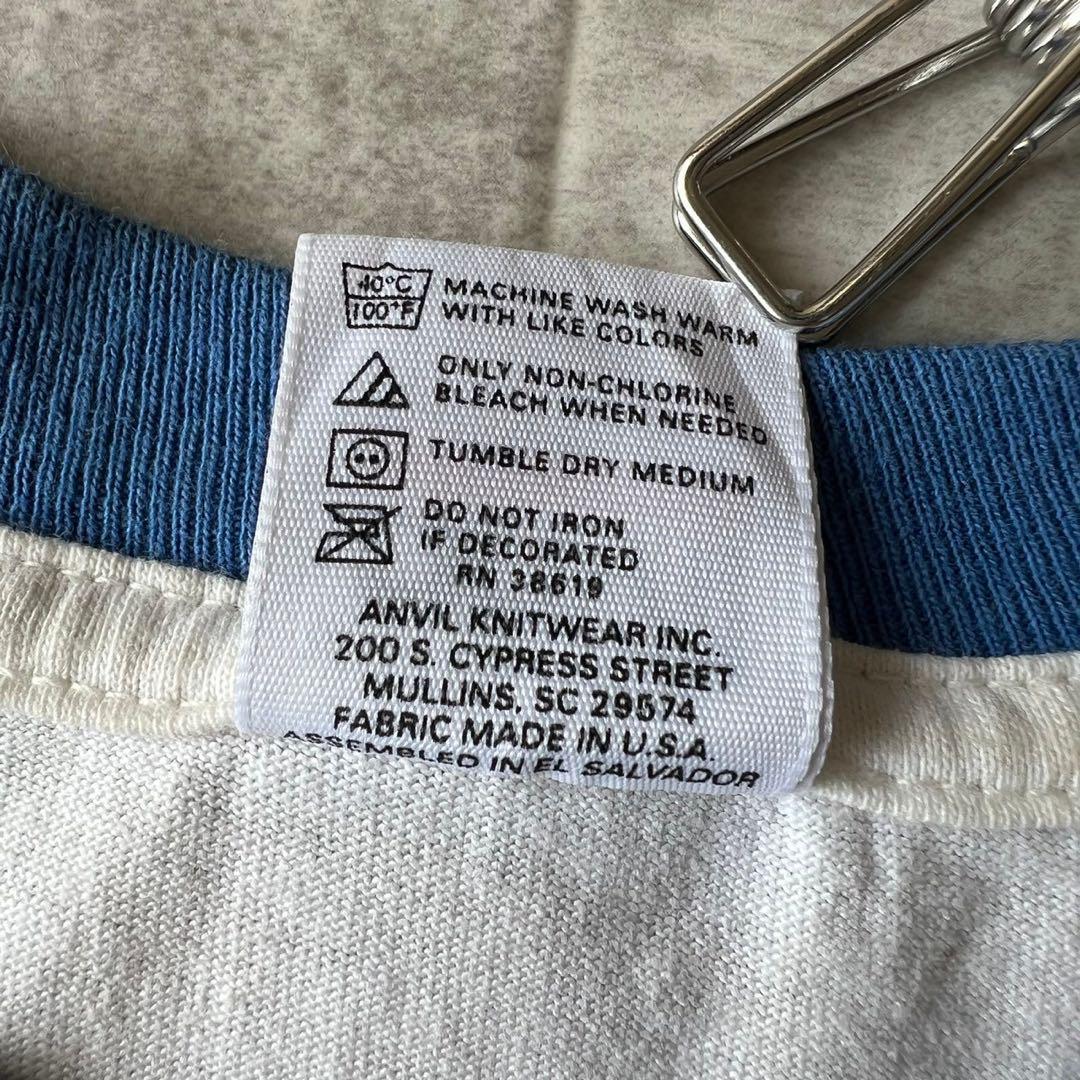 40°C
100°F
MACHINE WASH WARM
WITH LIKE COLORS
ONLY NON-CHLORINE
BLEACH WHEN NEEDED
TUMBLE DRY MEDIUM
DO NOT IRON
IF DECORATED
RN 38619
ANVIL KNITWEAR INC.
200 S. CYPRESS STREET
MULLINS, SC 29574
FABRIC MADE IN U.S.A.
ASSEMBLED IN EL SALVADOR